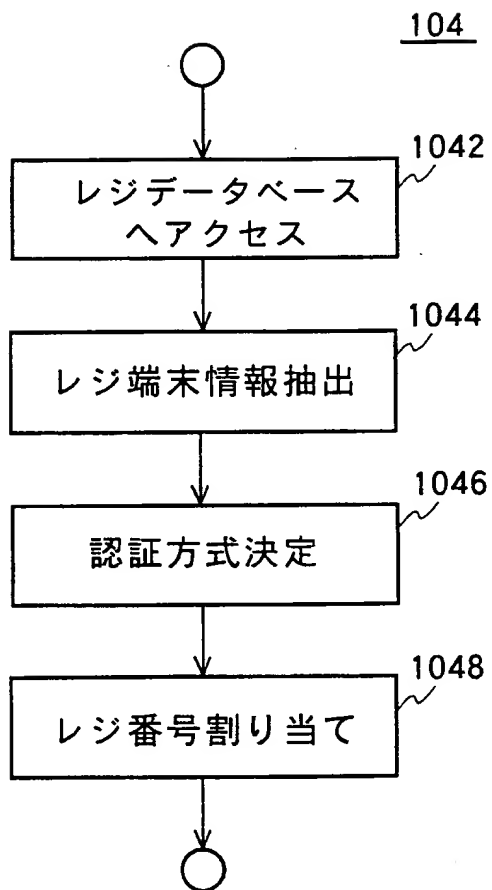 104
1042
レジデータベース
へアクセス
1044
レジ端末情報抽出
1046
認証方式決定
1048
レジ番号割り当て